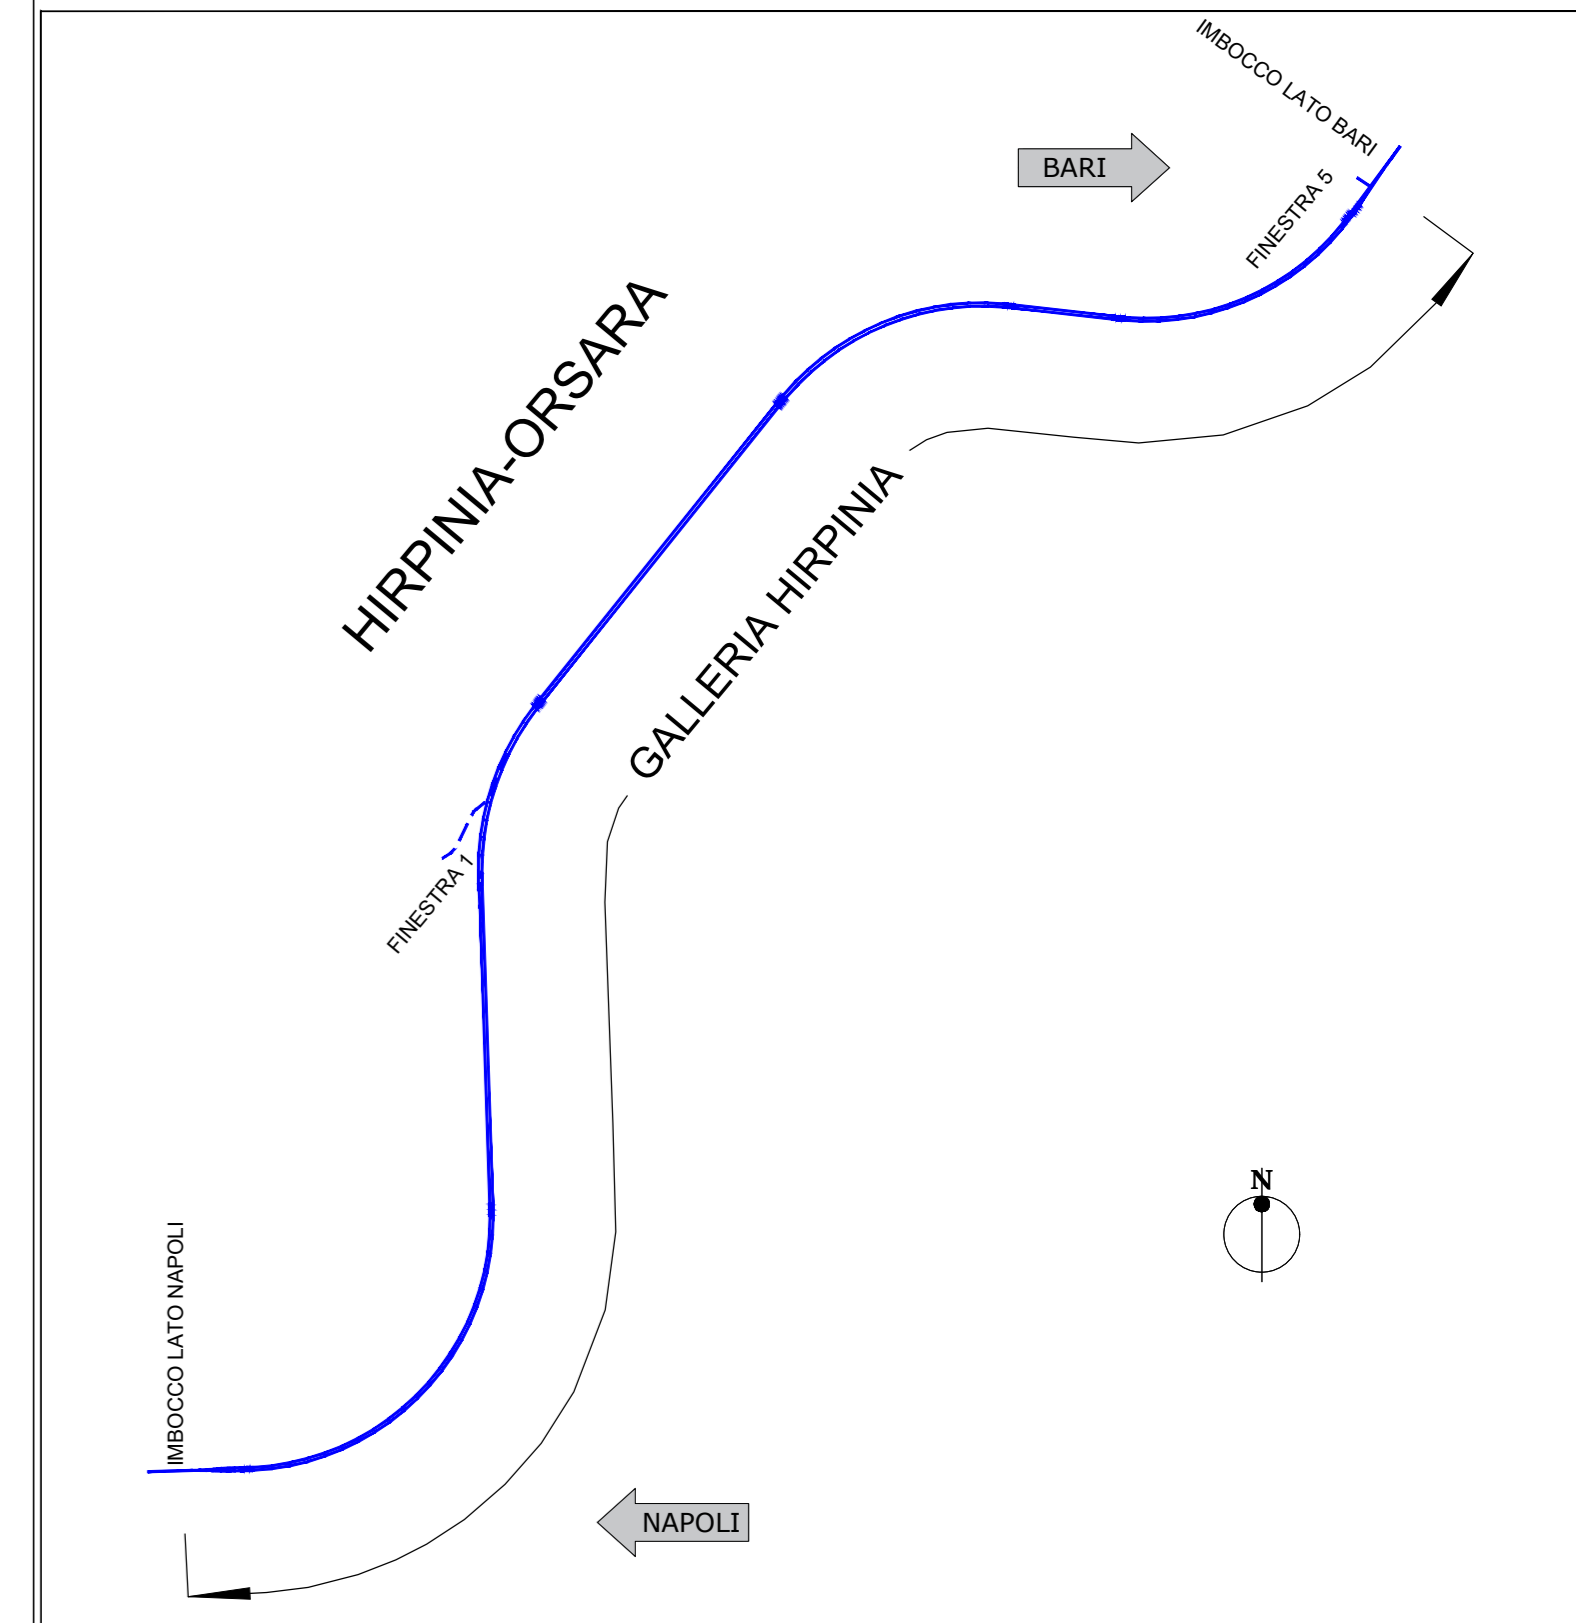 IMBOCCO LATO BARI
BARI
FINESTRA 5
HIRPINIA-ORSARA
GALLERIA HIRPINIA
FINESTRA 1
N
IMBOCCO LATO NAPOLI
NAPOLI